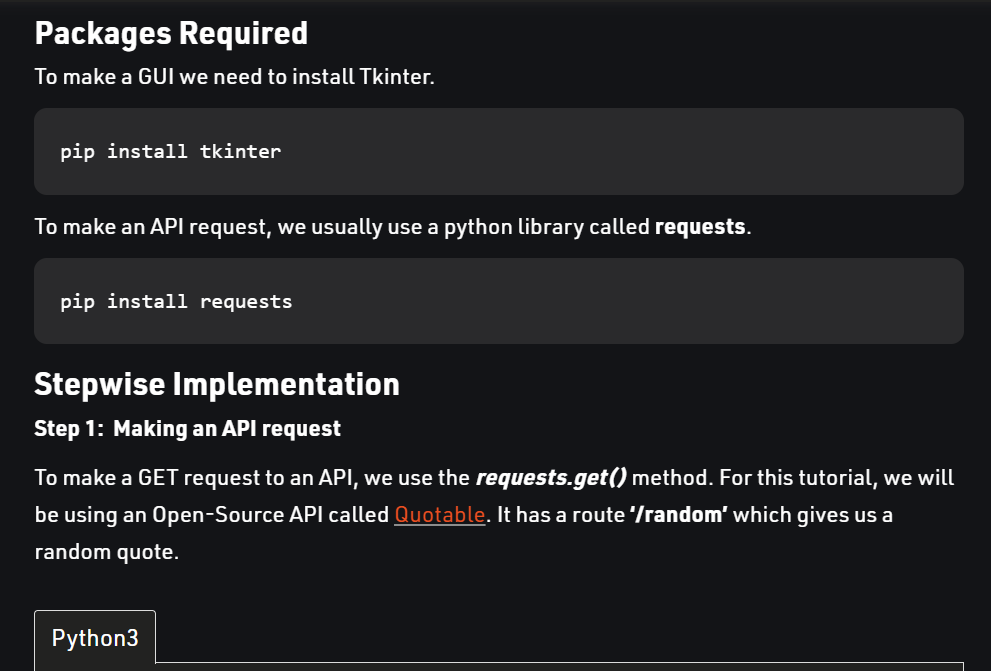 Packages Required
To make a GUI we need to install Tkinter.
pip install tkinter
To make an API request, we usually use a python library called requests.
pip install requests
Stepwise Implementation
Step 1:  Making an API request
To make a GET request to an API, we use the requests.get() method. For this tutorial, we will
be using an Open-Source API called Quotable. It has a route ‘/random’ which gives us a
random quote.
Python3